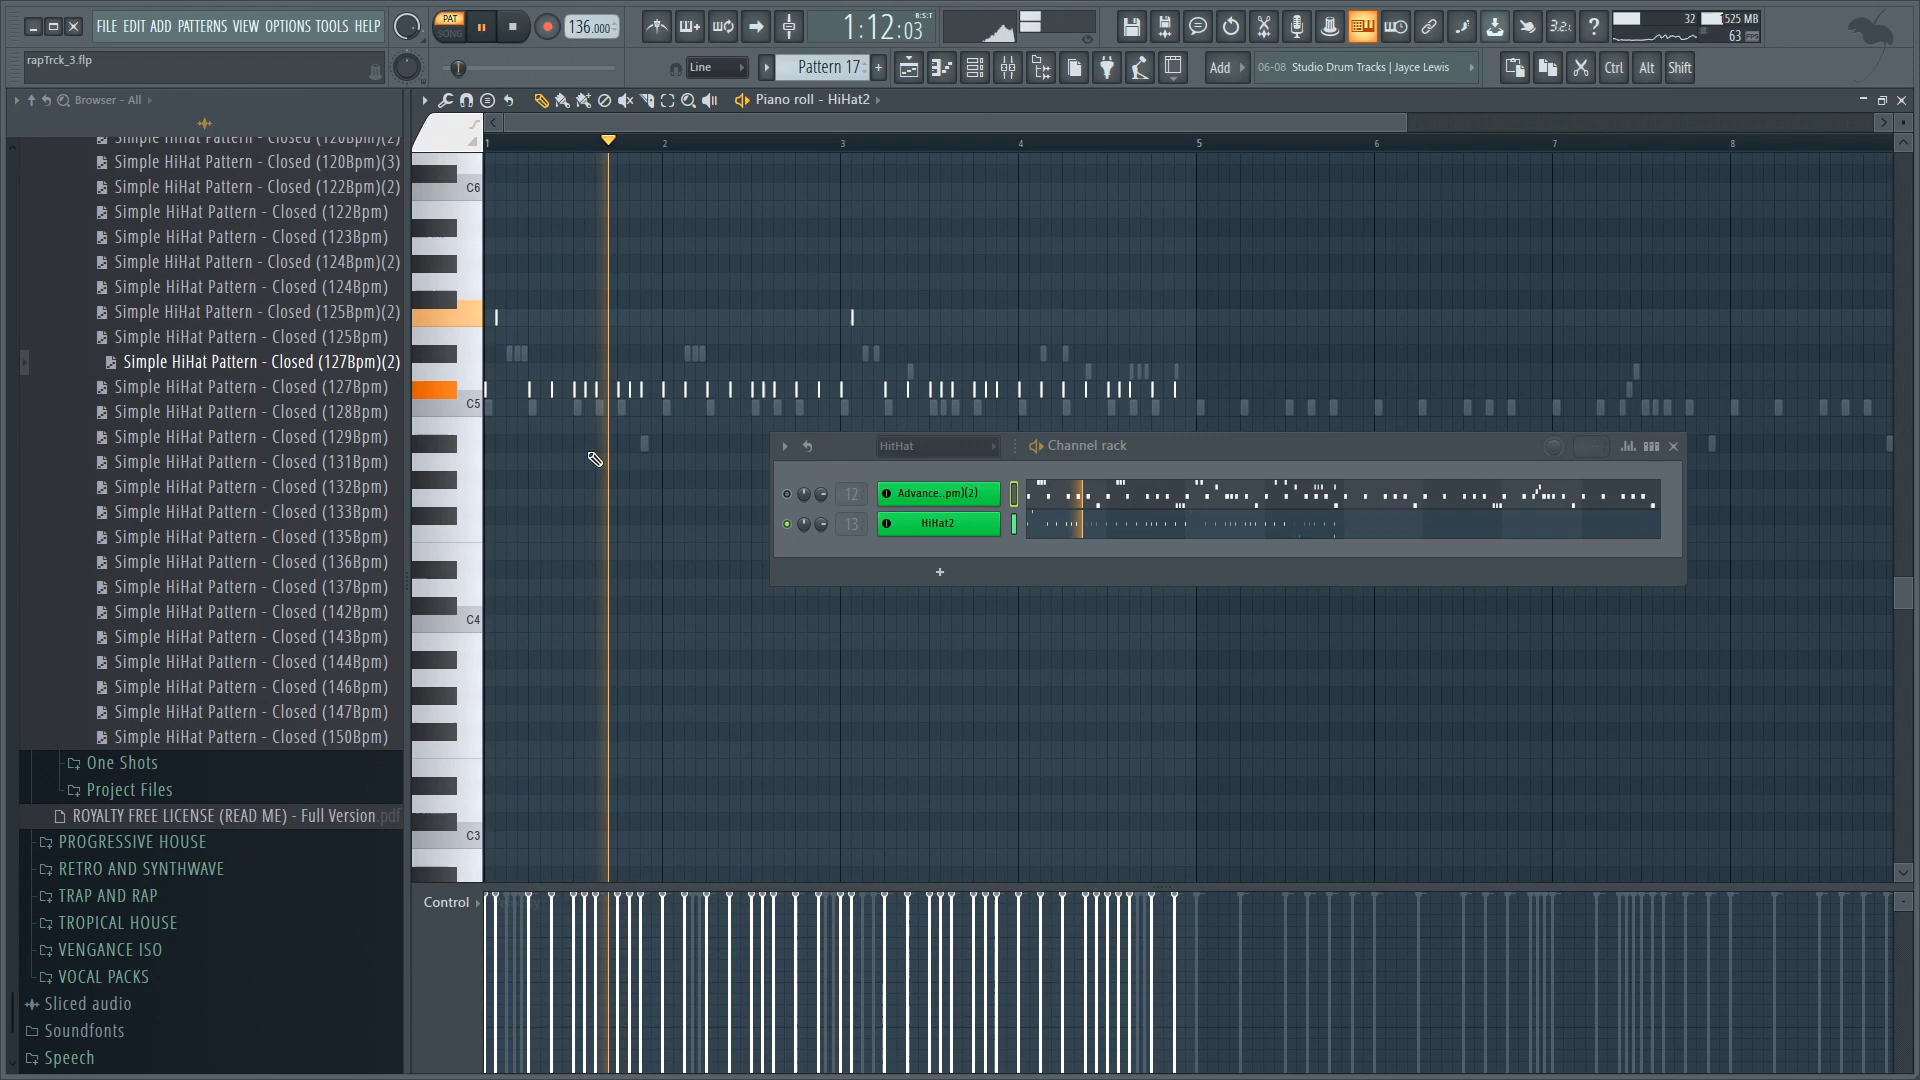 FILE EDIT ADD PATTERNS VIEW OPTIONS TOOLS HELP
PAT
SONG
136.000
1:12:03
B:S:T
3.2:
?
32
1525 MB
63
rapTrck_3.flp
Line
Pattern 17
+
Add
06-08 Studio Drum Tracks | Jayce Lewis
Ctrl
Alt
Shift
Browser - All
Piano roll - HiHat2
1 2 3 4 5 6 7 8
Simple HiHat Pattern - Closed (120Bpm)(2)
Simple HiHat Pattern - Closed (120Bpm)(3)
Simple HiHat Pattern - Closed (122Bpm)(2)
Simple HiHat Pattern - Closed (122Bpm)
Simple HiHat Pattern - Closed (123Bpm)
Simple HiHat Pattern - Closed (124Bpm)(2)
Simple HiHat Pattern - Closed (124Bpm)
Simple HiHat Pattern - Closed (125Bpm)(2)
Simple HiHat Pattern - Closed (125Bpm)
Simple HiHat Pattern - Closed (127Bpm)(2)
Simple HiHat Pattern - Closed (127Bpm)
Simple HiHat Pattern - Closed (128Bpm)
Simple HiHat Pattern - Closed (129Bpm)
Simple HiHat Pattern - Closed (131Bpm)
Simple HiHat Pattern - Closed (132Bpm)
Simple HiHat Pattern - Closed (133Bpm)
Simple HiHat Pattern - Closed (135Bpm)
Simple HiHat Pattern - Closed (136Bpm)
Simple HiHat Pattern - Closed (137Bpm)
Simple HiHat Pattern - Closed (142Bpm)
Simple HiHat Pattern - Closed (143Bpm)
Simple HiHat Pattern - Closed (144Bpm)
Simple HiHat Pattern - Closed (146Bpm)
Simple HiHat Pattern - Closed (147Bpm)
Simple HiHat Pattern - Closed (150Bpm)
One Shots
Project Files
ROYALTY FREE LICENSE (READ ME) - Full Version.pdf
PROGRESSIVE HOUSE
RETRO AND SYNTHWAVE
TRAP AND RAP
TROPICAL HOUSE
VENGANCE ISO
VOCAL PACKS
Sliced audio
Soundfonts
Speech
C6
C5
C4
C3
HitHat
Channel rack
12
Advance..pm)(2)
13
HiHat2
+
Control